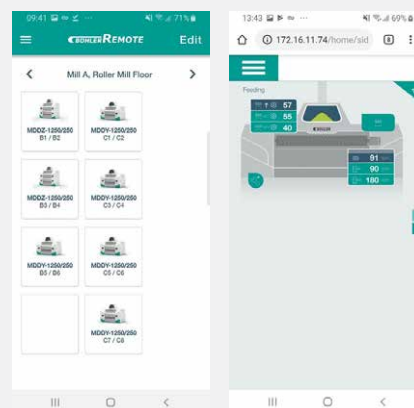 09:41
71%
BÜHLER REMOTE
Edit
Mill A, Roller Mill Floor
MDDZ-1250/250
B1 / B2
MDDY-1250/250
C1 / C2
MDDZ-1250/250
B3 / B4
MDDY-1250/250
C3 / C4
MDDY-1250/250
B5 / B6
MDDY-1250/250
C5 / C6
MDDY-1250/250
C7 / C8
13:43
69%
172.16.11.74/home/sid
8
Feeding
57
55
40
BÜHLER
91
90
180